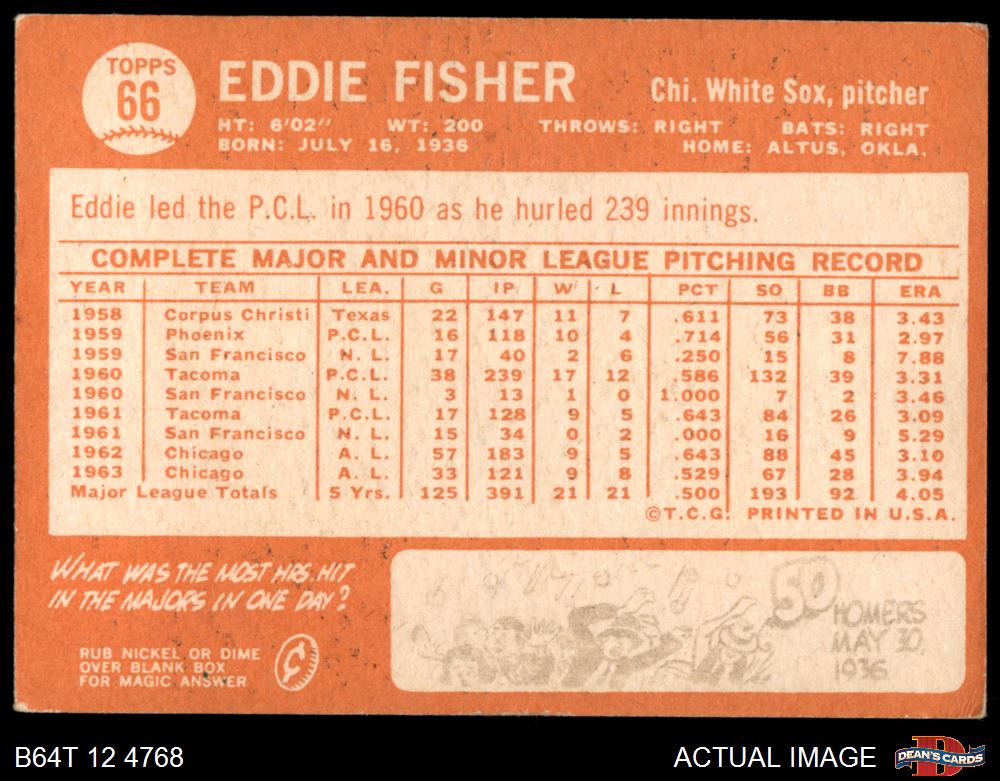 TOPPS
66
EDDIE FISHER
Chi. White Sox, pitcher
HT: 6'02" WT: 200 THROWS: RIGHT BATS: RIGHT
BORN: JULY 16, 1936 HOME: ALTUS, OKLA.
Eddie led the P.C.L. in 1960 as he hurled 239 innings.
COMPLETE MAJOR AND MINOR LEAGUE PITCHING RECORD
YEAR TEAM LEA. G IP W L PCT SO BB ERA
1958 Corpus Christi Texas 22 147 11 7 .611 73 38 3.43
1959 Phoenix P.C.L. 16 118 10 4 .714 56 31 2.97
1959 San Francisco N. L. 17 40 2 6 .250 15 8 7.88
1960 Tacoma P.C.L. 38 239 17 12 .586 132 39 3.31
1960 San Francisco N. L. 3 13 1 0 1.000 7 2 3.46
1961 Tacoma P.C.L. 17 128 9 5 .643 84 26 3.09
1961 San Francisco N. L. 15 34 0 2 .000 16 9 5.29
1962 Chicago A. L. 57 183 9 5 .643 88 45 3.10
1963 Chicago A. L. 33 121 9 8 .529 67 28 3.94
Major League Totals 5 Yrs. 125 391 21 21 .500 193 92 4.05
©T.C.G. PRINTED IN U.S.A.
WHAT WAS THE MOST HRS. HIT
IN THE MAJORS IN ONE DAY?
RUB NICKEL OR DIME
OVER BLANK BOX
FOR MAGIC ANSWER
¢
50
HOMERS
MAY 30,
1936
B64T 12 4768
ACTUAL IMAGE
D
DEAN'S CARDS